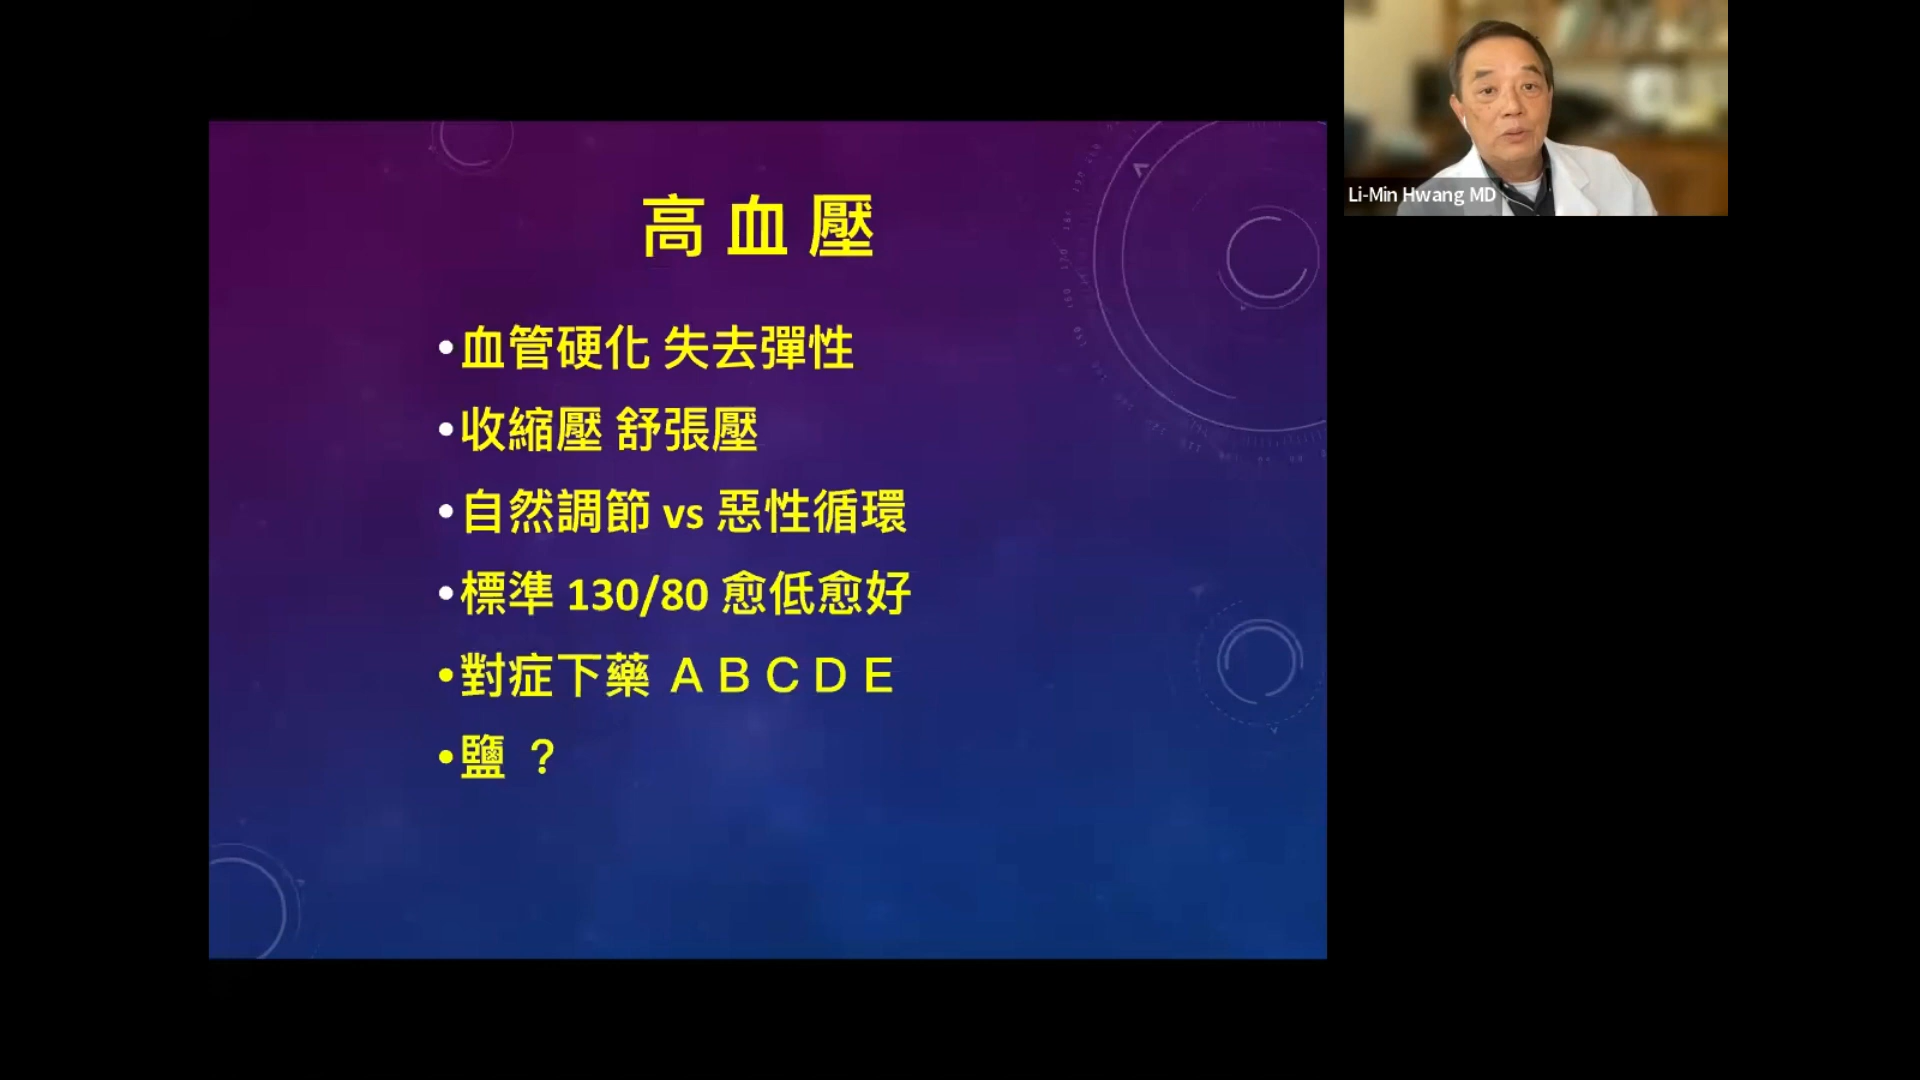 高血壓
•血管硬化 失去彈性
•收縮壓 舒張壓
•自然調節 vs 惡性循環
•標準 130/80 愈低愈好
•對症下藥 A B C D E
•鹽 ？
Li-Min Hwang MD